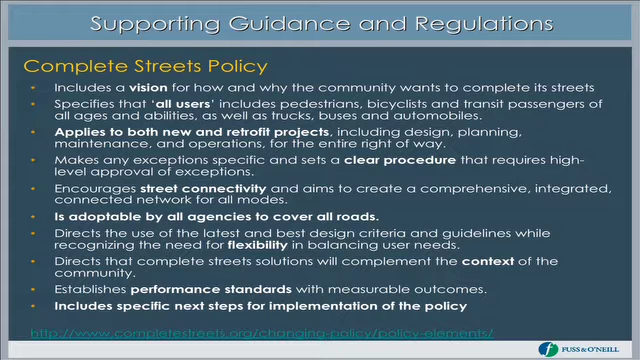 Supporting Guidance and Regulations
Complete Streets Policy
• Includes a vision for how and why the community wants to complete its streets
• Specifies that ‘all users’ includes pedestrians, bicyclists and transit passengers of
all ages and abilities, as well as trucks, buses and automobiles.
• Applies to both new and retrofit projects, including design, planning,
maintenance, and operations, for the entire right of way.
• Makes any exceptions specific and sets a clear procedure that requires high-
level approval of exceptions.
• Encourages street connectivity and aims to create a comprehensive, integrated,
connected network for all modes.
• Is adoptable by all agencies to cover all roads.
• Directs the use of the latest and best design criteria and guidelines while
recognizing the need for flexibility in balancing user needs.
• Directs that complete streets solutions will complement the context of the
community.
• Establishes performance standards with measurable outcomes.
• Includes specific next steps for implementation of the policy
http://www.completestreets.org/changing-policy/policy-elements/
FUSS & O'NEILL